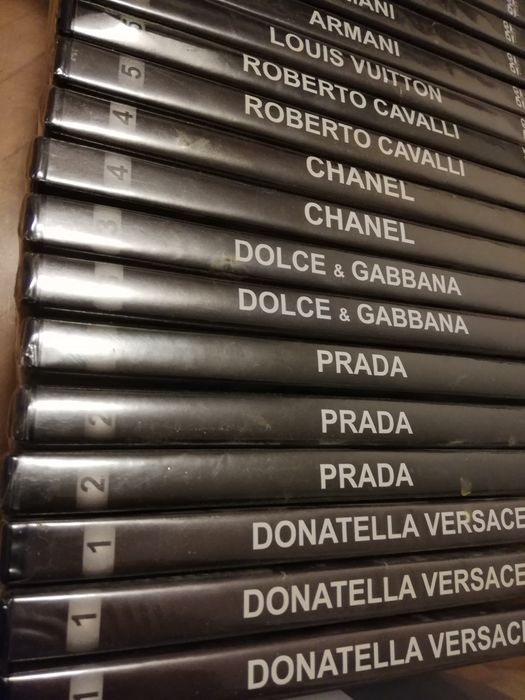 ARMANI
LOUIS VUITTON
ROBERTO CAVALLI
5 ROBERTO CAVALLI
4 CHANEL
4 CHANEL
3 DOLCE & GABBANA
DOLCE & GABBANA
PRADA
2 PRADA
2 PRADA
1 DONATELLA VERSACE
1 DONATELLA VERSACE
1 DONATELLA VERSACE